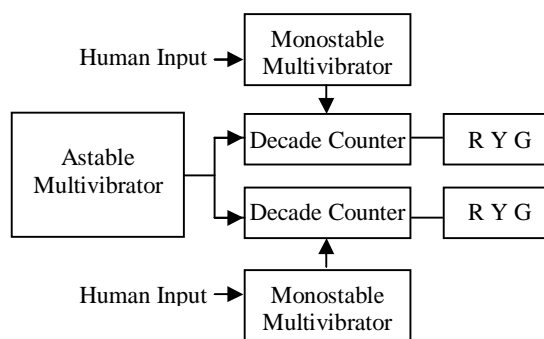 Human Input
Monostable
Multivibrator
Astable
Multivibrator
Decade Counter
R Y G
Decade Counter
R Y G
Human Input
Monostable
Multivibrator